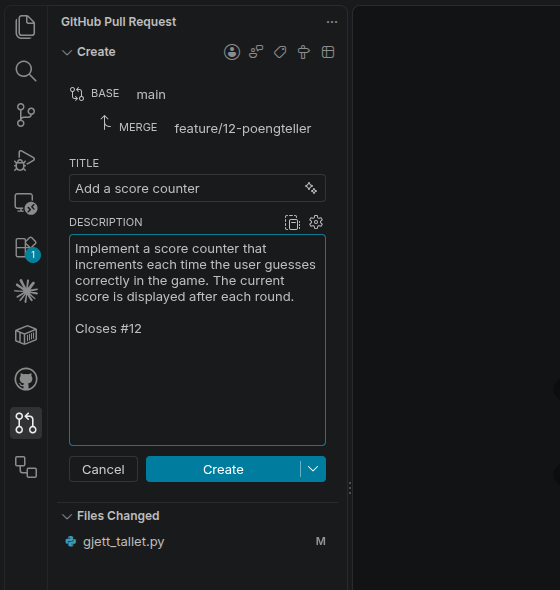 GitHub Pull Request
Create
BASE main
MERGE feature/12-poengteller
TITLE
Add a score counter
DESCRIPTION
Implement a score counter that
increments each time the user guesses
correctly in the game. The current
score is displayed after each round.
Closes #12
1
Cancel Create
Files Changed
gjett_tallet.py M